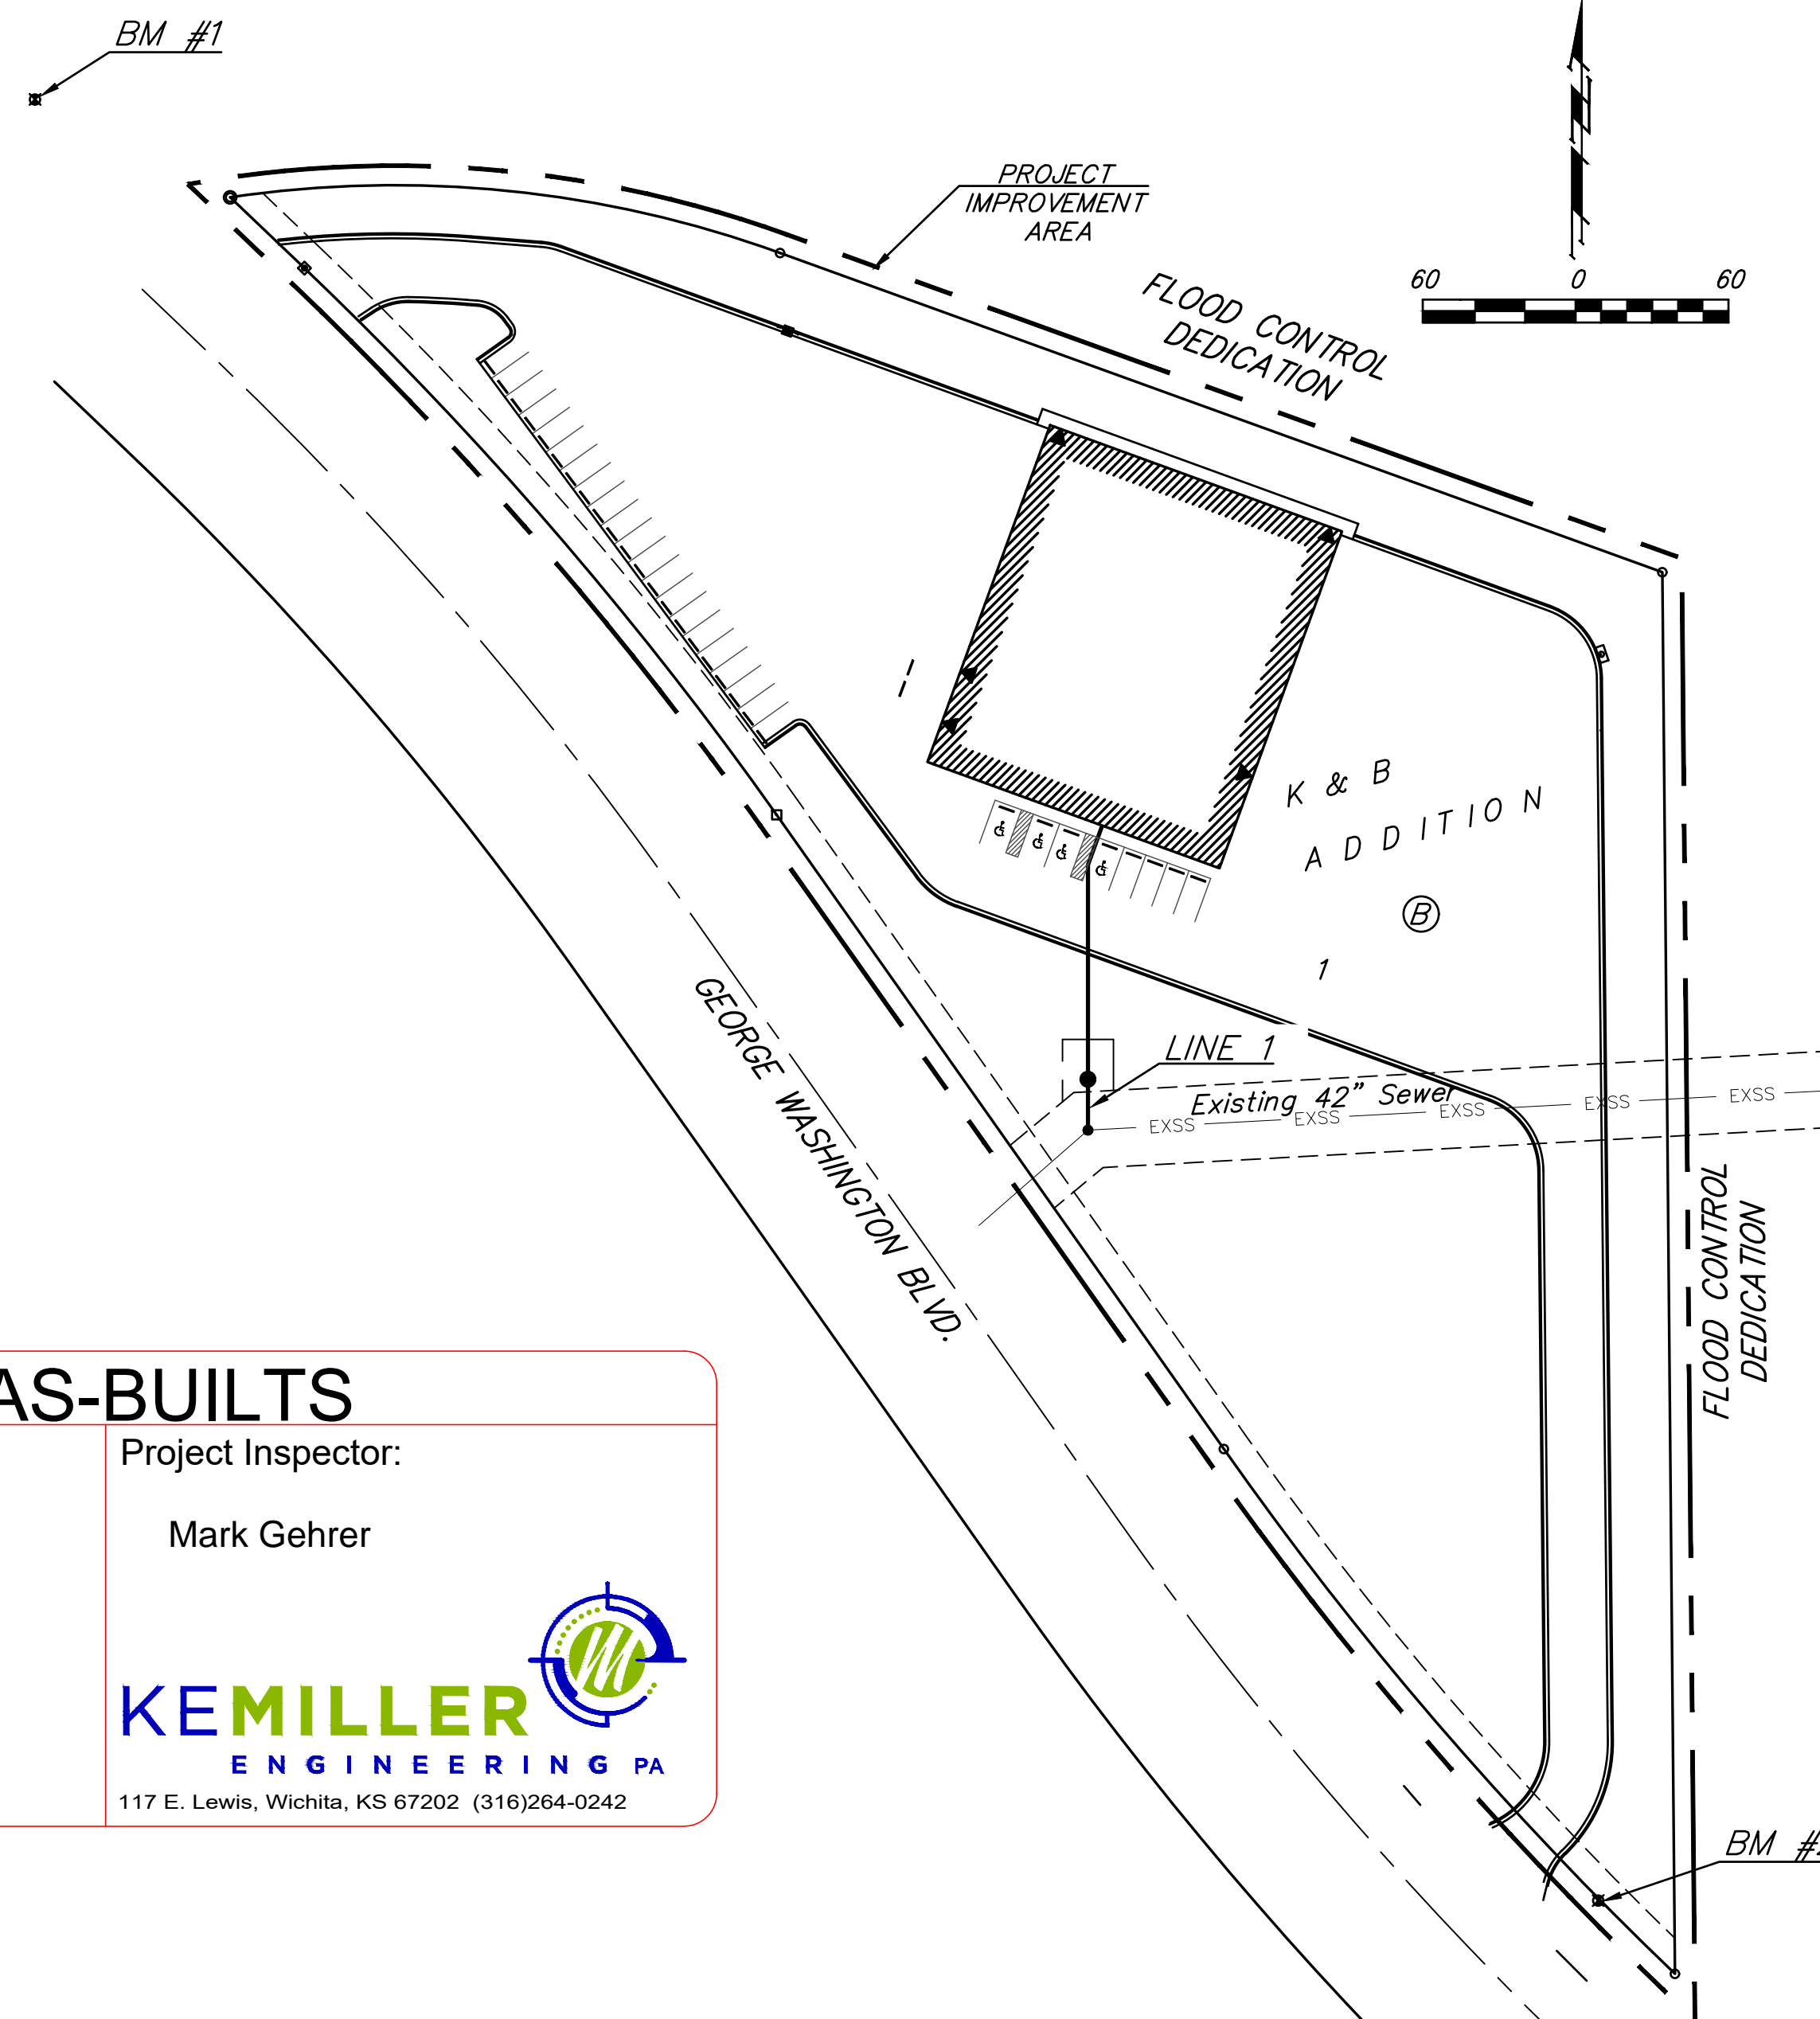 BM #1
PROJECT
IMPROVEMENT
AREA
60 0 60
FLOOD CONTROL
DEDICATION
K & B
ADDITION
B
1
LINE 1
Existing 42” Sewer
EXSS EXSS EXSS EXSS EXSS
GEORGE WASHINGTON BLVD.
FLOOD CONTROL
DEDICATION
AS-BUILTS
Project Inspector:
Mark Gehrer
KEMILLER
ENGINEERING PA
117 E. Lewis, Wichita, KS 67202 (316)264-0242
BM #2